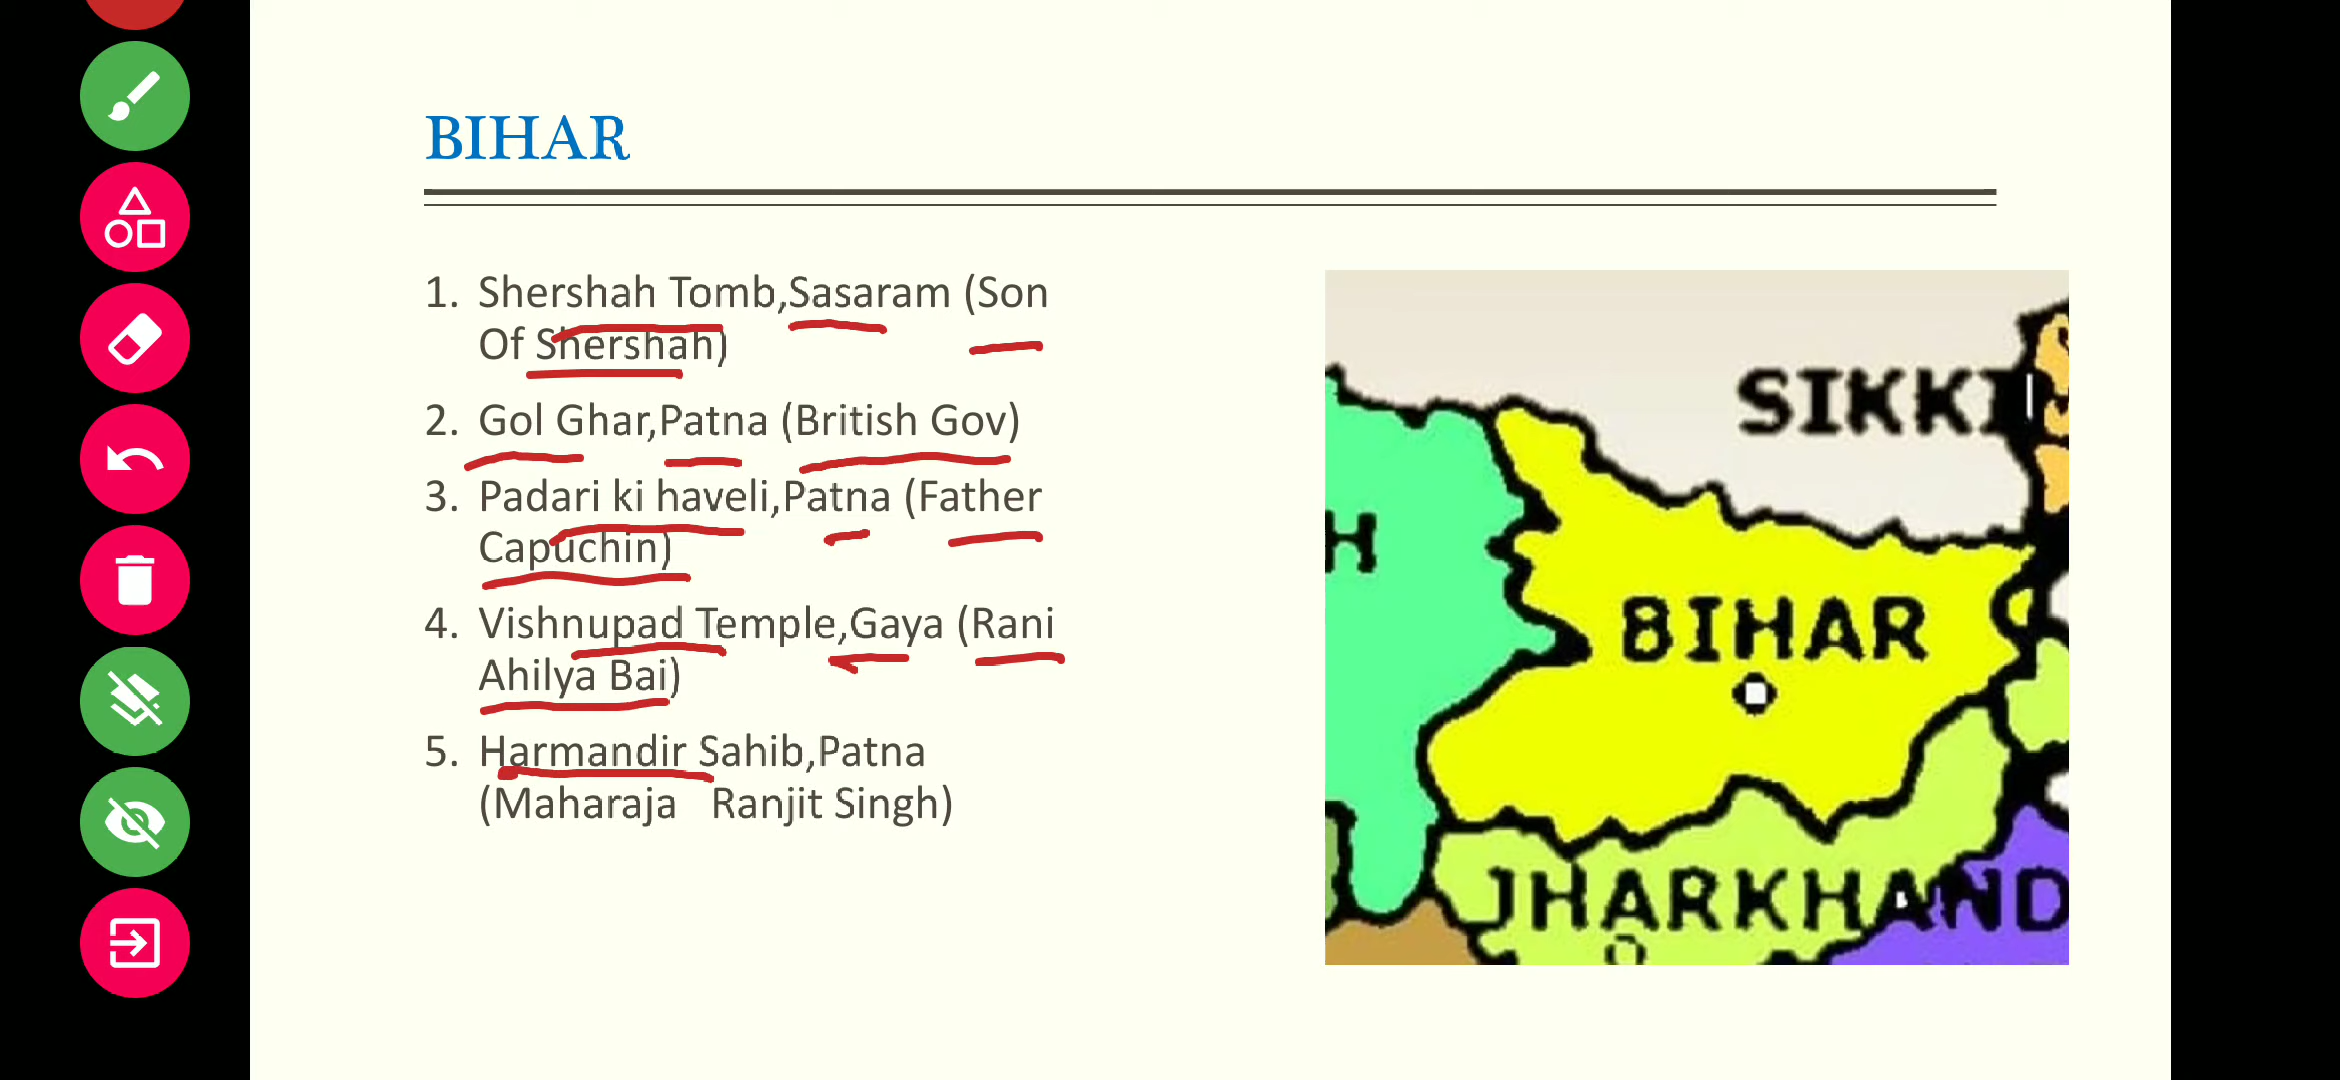 BIHAR
1. Shershah Tomb,Sasaram (Son
Of Shershah)
2. Gol Ghar,Patna (British Gov)
3. Padari ki haveli,Patna (Father
Capuchin)
4. Vishnupad Temple,Gaya (Rani
Ahilya Bai)
5. Harmandir Sahib,Patna
(Maharaja Ranjit Singh)
SIKKI
H
BIHAR
JHARKHAND